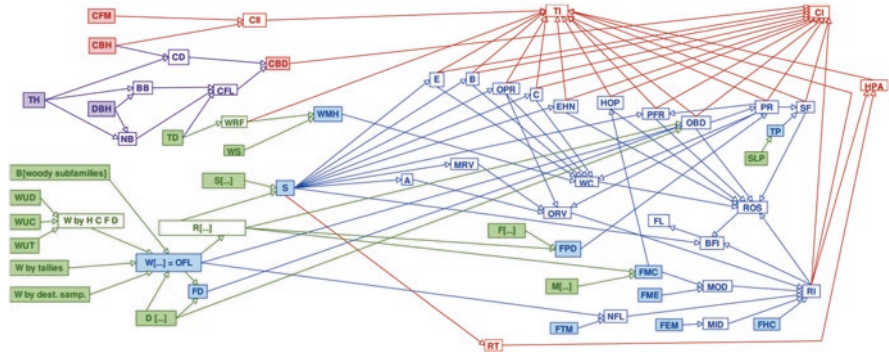 CFM
CII
TI
CI
CBH
CD
CBD
E
B
OPR
C
HPA
TH
BB
CFL
DBH
EHN
HOP
PFR
PR
SF
NB
TD
WRF
WMH
OBD
TP
WS
SLP
MRV
S[...]
S
A
WC
B[woody subfamilies]
WUD
ORV
ROS
WUC
W by H C F D
R[...]
F[...]
FL
WUT
FPD
BFI
W by tallies
W[...] = OFL
FMC
M[...]
MOD
RI
W by dest. samp.
FD
FME
D [...]
FTM
NFL
FEM
MID
FHC
RT